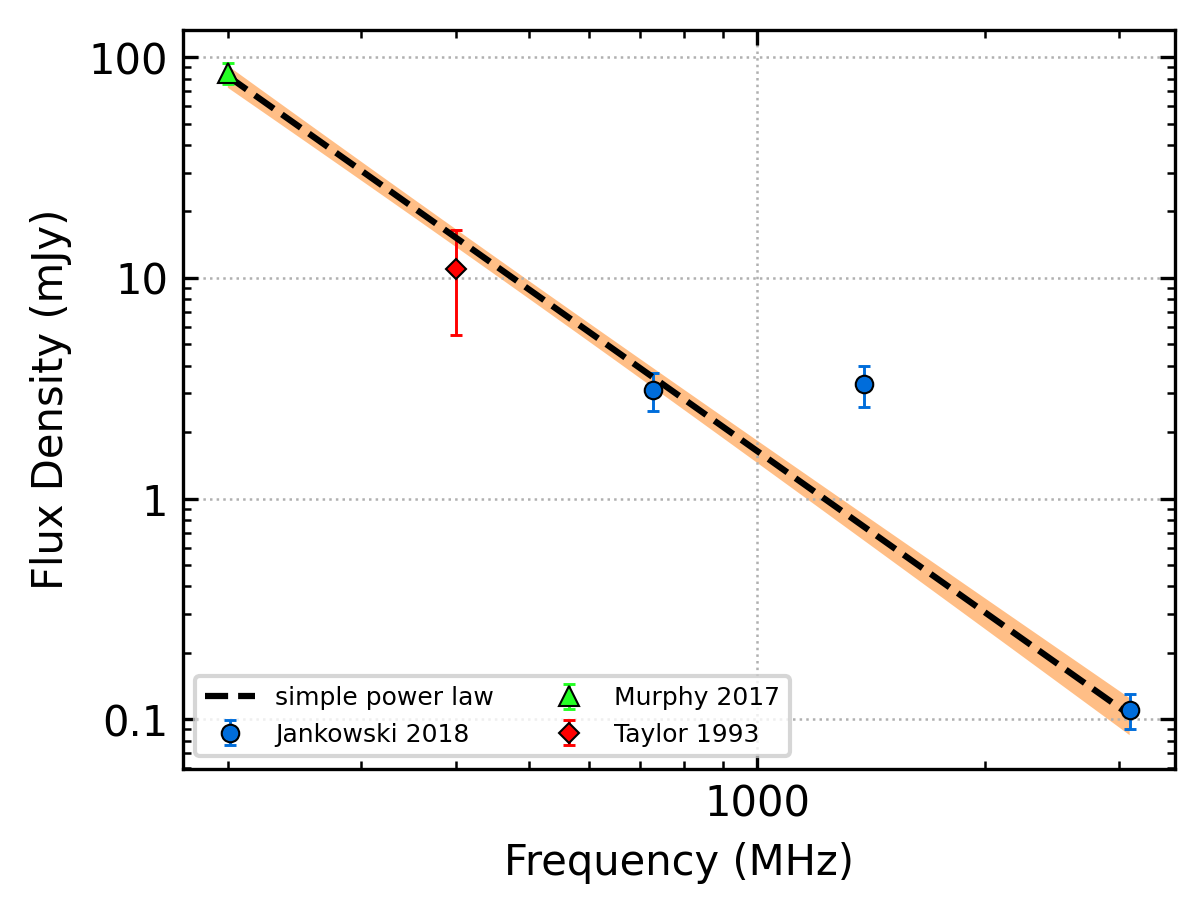 100
10
1
0.1
Flux Density (mJy)
simple power law
Jankowski 2018
Murphy 2017
Taylor 1993
1000
Frequency (MHz)